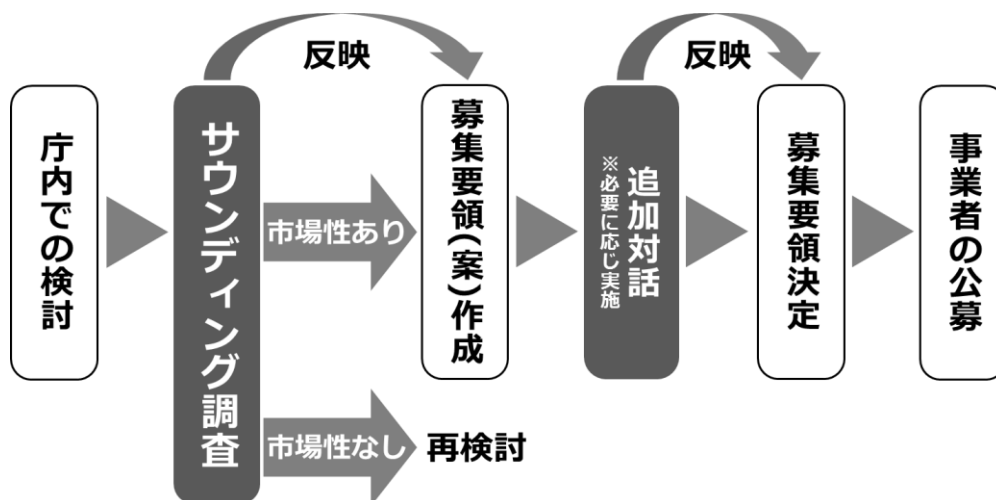 反映
反映
庁内での検討
サウンディング調査
市場性あり
市場性なし
募集要領(案)作成
再検討
追加対話
※必要に応じ実施
募集要領決定
事業者の公募